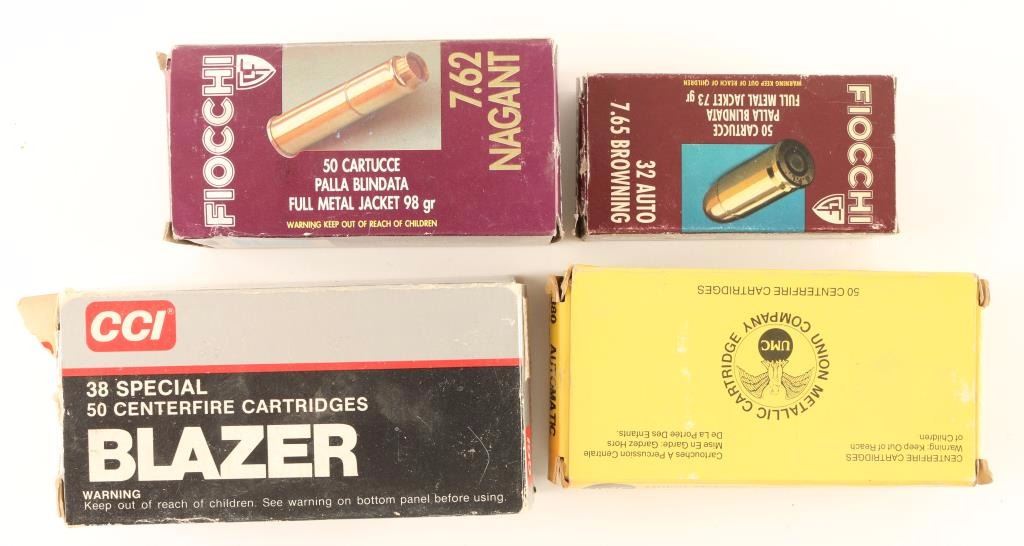 FIOCCHI
GFL
7.62
NAGANT
50 CARTUCCE
PALLA BLINDATA
FULL METAL JACKET 98 gr
WARNING KEEP OUT OF REACH OF CHILDREN
FIOCCHI
32 AUTO
7.65 BROWNING
50 CARTUCCE
PALLA BLINDATA
FULL METAL JACKET 73 gr
WARNING KEEP OUT OF REACH OF CHILDREN
CCI®
38 SPECIAL
50 CENTERFIRE CARTRIDGES
BLAZER
WARNING
Keep out of reach of children. See warning on bottom panel before using.
CENTERFIRE CARTRIDGES
Warning: Keep Out of Reach
of Children
Cartouches A Percussion Centrale
Mise En Garde: Gardez Hors
De La Portée Des Enfants.
UNION METALLIC CARTRIDGE COMPANY
UMC
50 CENTERFIRE CARTRIDGES
380 AUTOMATIC